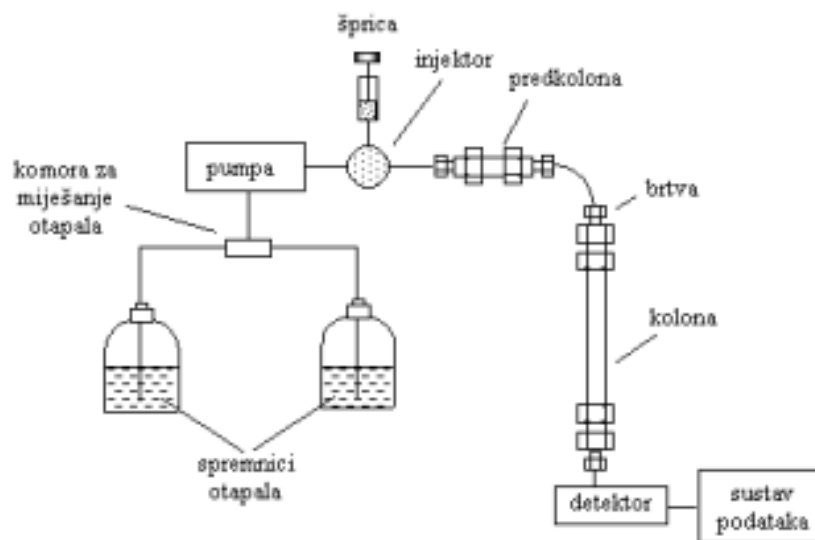 šprica
injektor
predkolona
pumpa
komora za
miješanje
otapala
brtva
kolona
spremnici
otapala
detektor
sustav
podataka